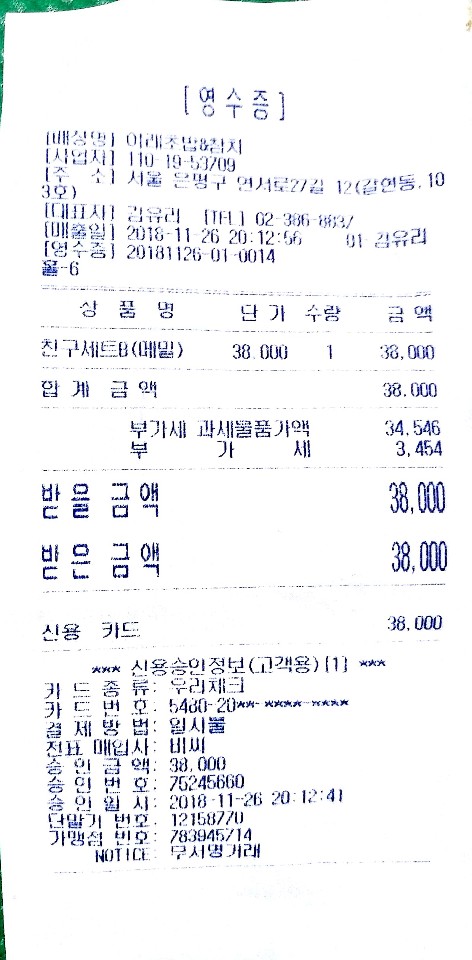 [영수증]
[매장명] 이래초밥&참치
[사업자] 110-19-53709
[주 소] 서울 은평구 연서로27길 12(갈현동,10
3호)
[대표자] 김유리 [TEL] 02-386-8837
[매출일] 2018-11-26 20:12:56 01 김유리
[영수증] 20181126-01-0014
홀-6
상 품 명 단 가 수량 금 액
친구세트B(메밀) 38,000 1 38,000
합 계 금 액 38,000
부가세 과세물품가액 34,546
부 가 세 3,454
받 을 금 액 38,000
받 은 금 액 38,000
신용 카드 38,000
*** 신용승인정보(고객용)[1] ***
카 드 종 류: 우리체크
카 드 번 호: 5480-20**-****-****
결 제 방 법: 일시불
전표 매입사: 비씨
승 인 금 액: 38,000
승 인 번 호: 75245660
승 인 일 시: 2018-11-26 20:12:41
단말기 번호: 12158770
가맹점 번호: 783945714
NOTICE: 무서명거래